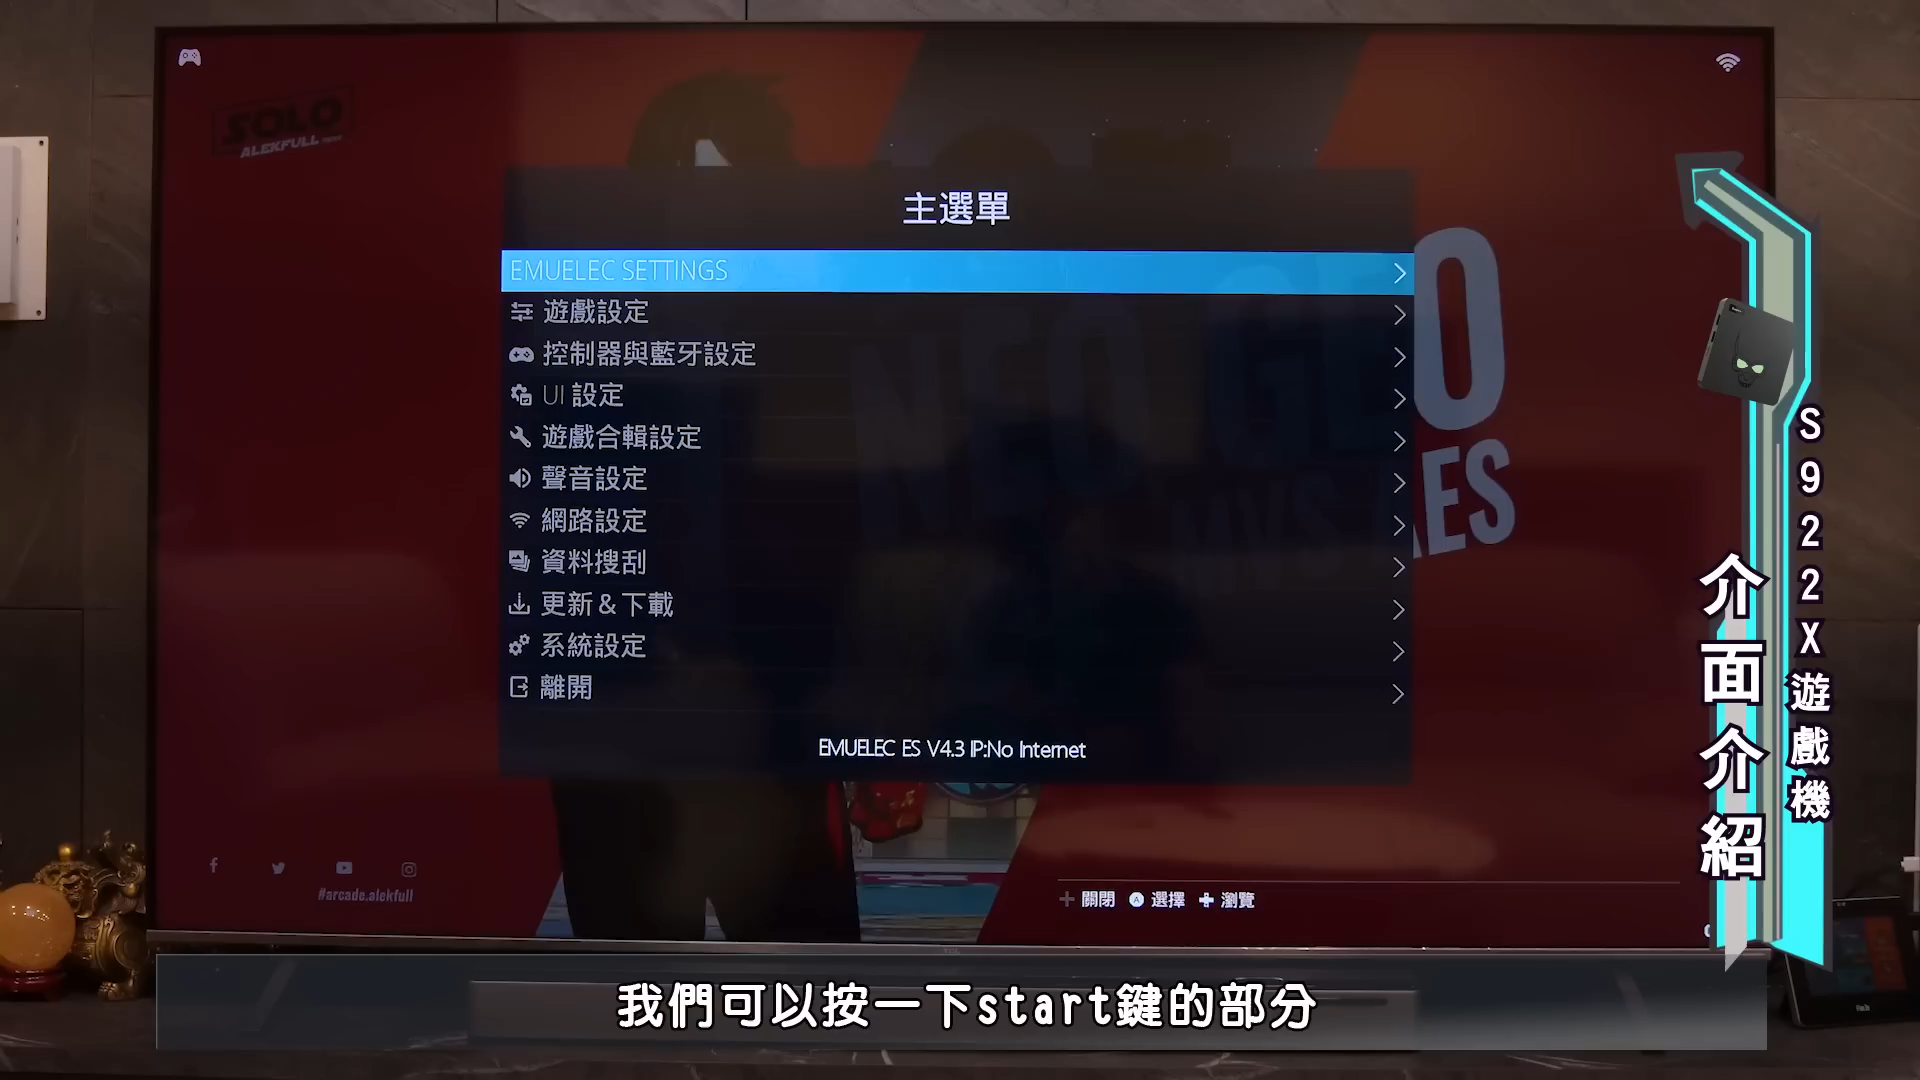 SOLO
ALEKFULL
主選單
EMUELEC SETTINGS
遊戲設定
控制器與藍牙設定
UI 設定
遊戲合輯設定
聲音設定
網路設定
資料搜刮
更新 & 下載
系統設定
離開
EMUELEC ES V4.3 IP:No Internet
NEO GEO
MVS AES
#arcade.alekfull
關閉 A 選擇 瀏覽
S922X遊戲機
介面介紹
我們可以按一下start鍵的部分